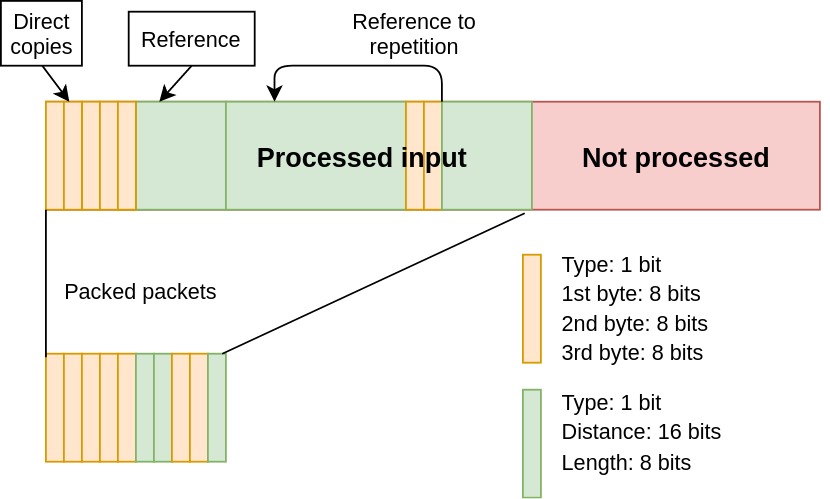 Direct
copies
Reference
Reference to
repetition
Processed input
Not processed
Packed packets
Type: 1 bit
1st byte: 8 bits
2nd byte: 8 bits
3rd byte: 8 bits
Type: 1 bit
Distance: 16 bits
Length: 8 bits